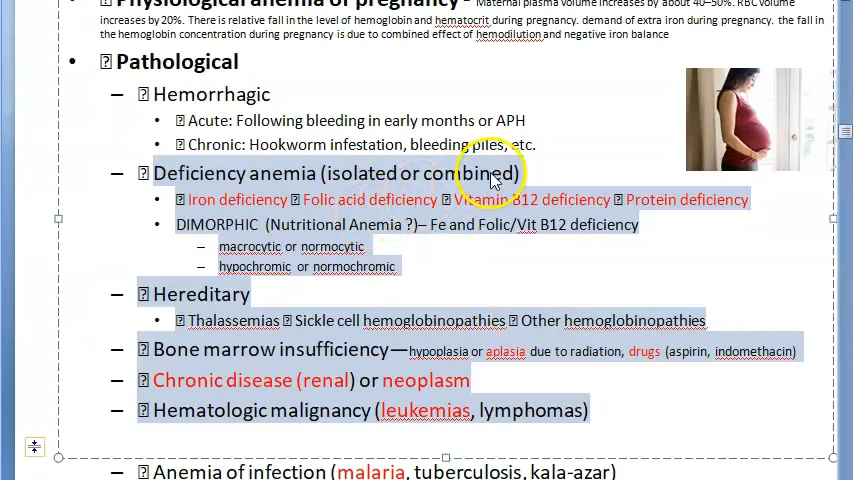 Physiological anemia of pregnancy - Maternal plasma volume increases by about 40–50%. RBC volume
increases by 20%. There is relative fall in the level of hemoglobin and hematocrit during pregnancy. demand of extra iron during pregnancy. the fall in
the hemoglobin concentration during pregnancy is due to combined effect of hemodilution and negative iron balance
• Pathological
– Hemorrhagic
• Acute: Following bleeding in early months or APH
• Chronic: Hookworm infestation, bleeding piles, etc.
– Deficiency anemia (isolated or combined)
• Iron deficiency Folic acid deficiency Vitamin B12 deficiency Protein deficiency
• DIMORPHIC (Nutritional Anemia ?)– Fe and Folic/Vit B12 deficiency
– macrocytic or normocytic
– hypochromic or normochromic
– Hereditary
• Thalassemias Sickle cell hemoglobinopathies Other hemoglobinopathies
– Bone marrow insufficiency—hypoplasia or aplasia due to radiation, drugs (aspirin, indomethacin)
– Chronic disease (renal) or neoplasm
– Hematologic malignancy (leukemias, lymphomas)
– Anemia of infection (malaria, tuberculosis, kala-azar)